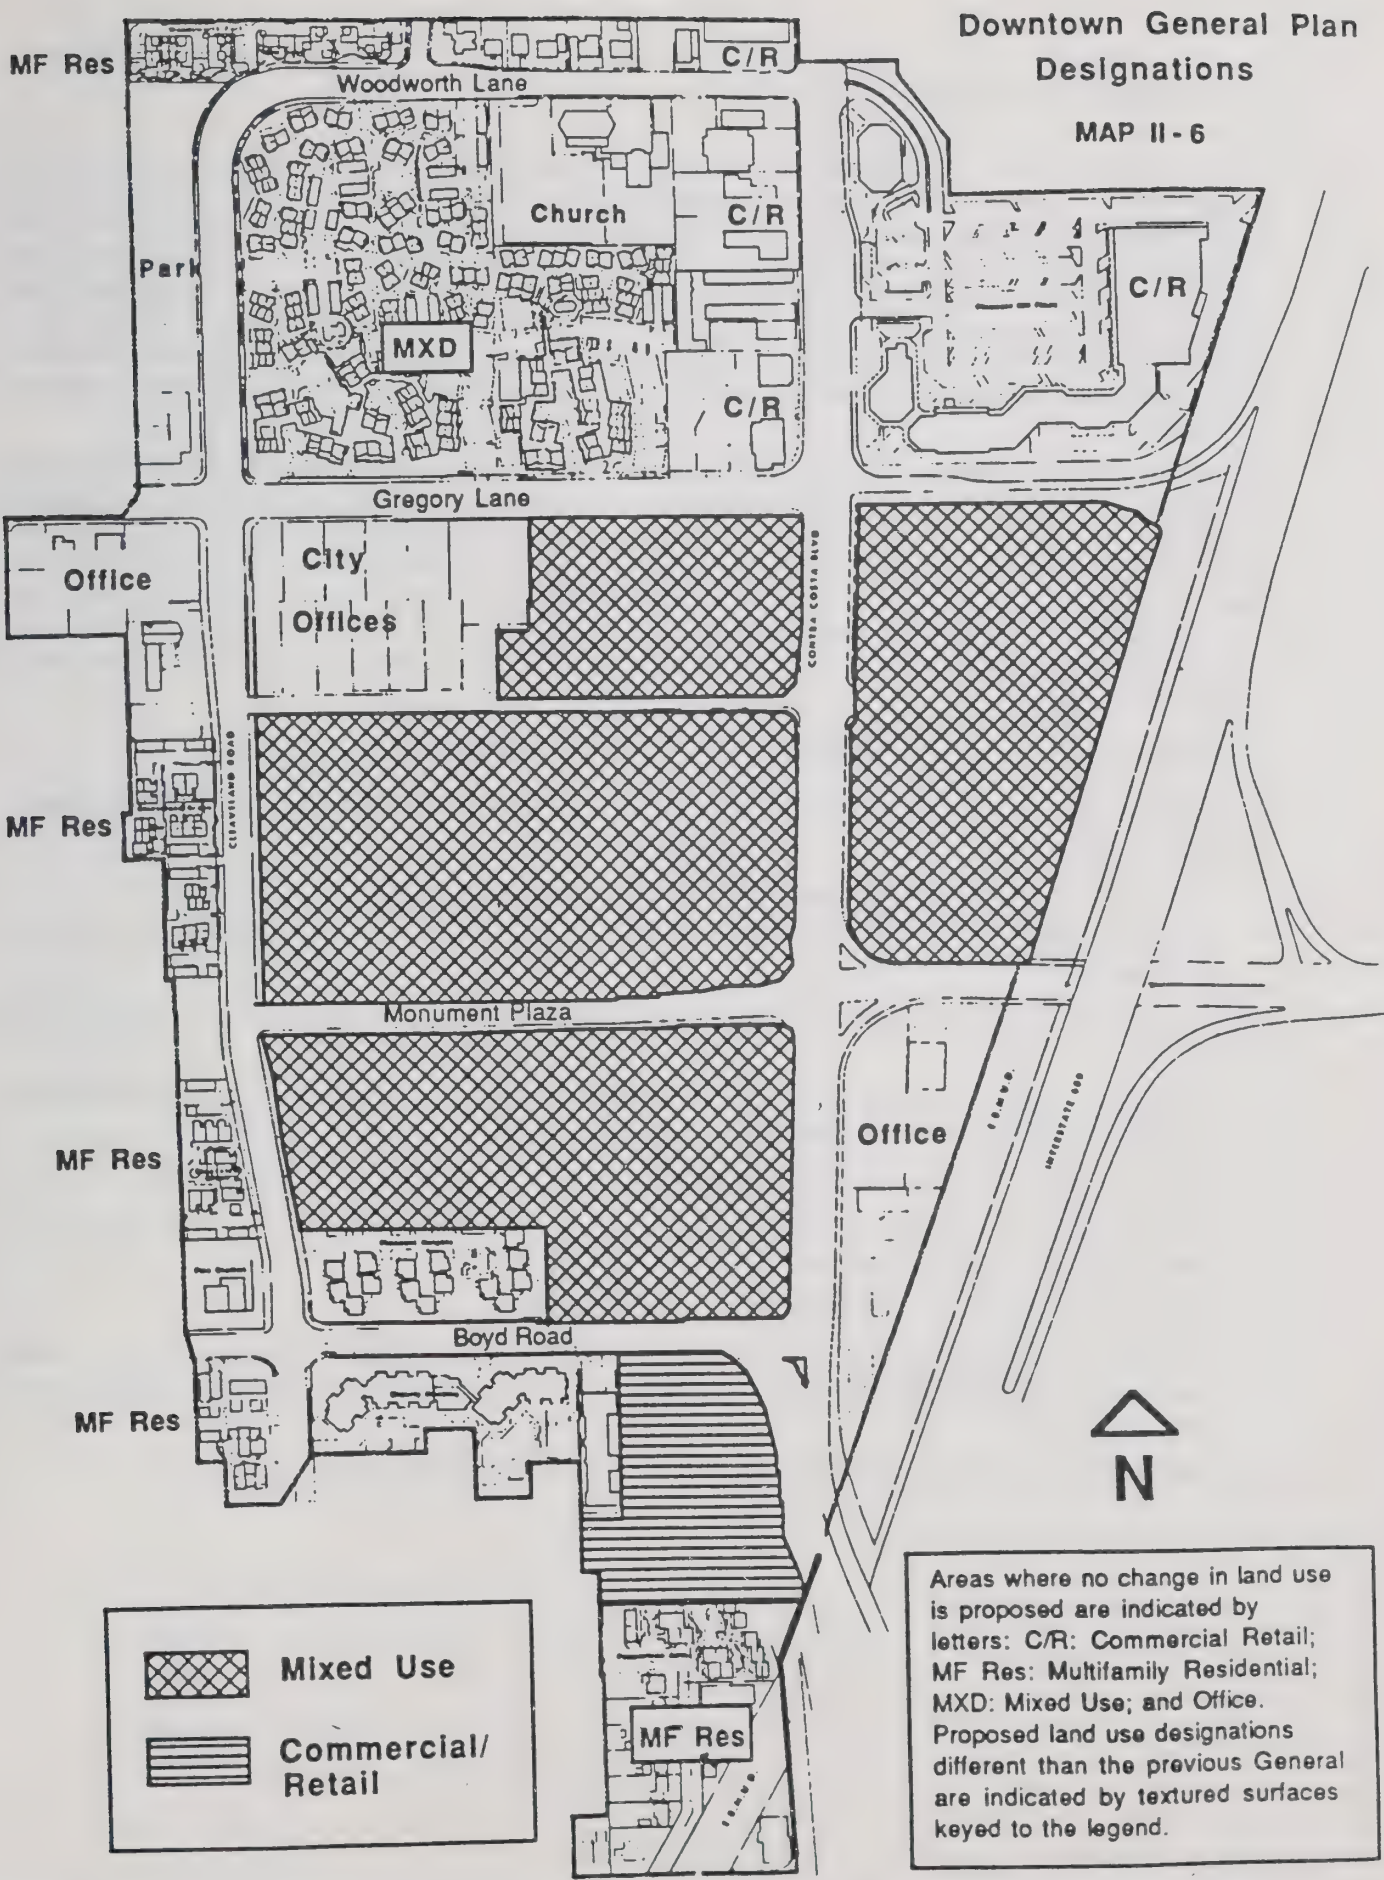 Downtown General Plan
Designations
MAP II-6
MF Res
C/R
Woodworth Lane
Church
C/R
Park
C/R
MXD
C/R
Gregory Lane
City
Offices
Office
CONTRA COSTA BLVD
CLEAVELAND ROAD
MF Res
Monument Plaza
E.B.M.U.D.
INTERSTATE 680
Office
MF Res
Boyd Road
MF Res
N
Mixed Use
Commercial/
Retail
MF Res
E.B.M.U.D.
Areas where no change in land use
is proposed are indicated by
letters: C/R: Commercial Retail;
MF Res: Multifamily Residential;
MXD: Mixed Use; and Office.
Proposed land use designations
different than the previous General
are indicated by textured surfaces
keyed to the legend.